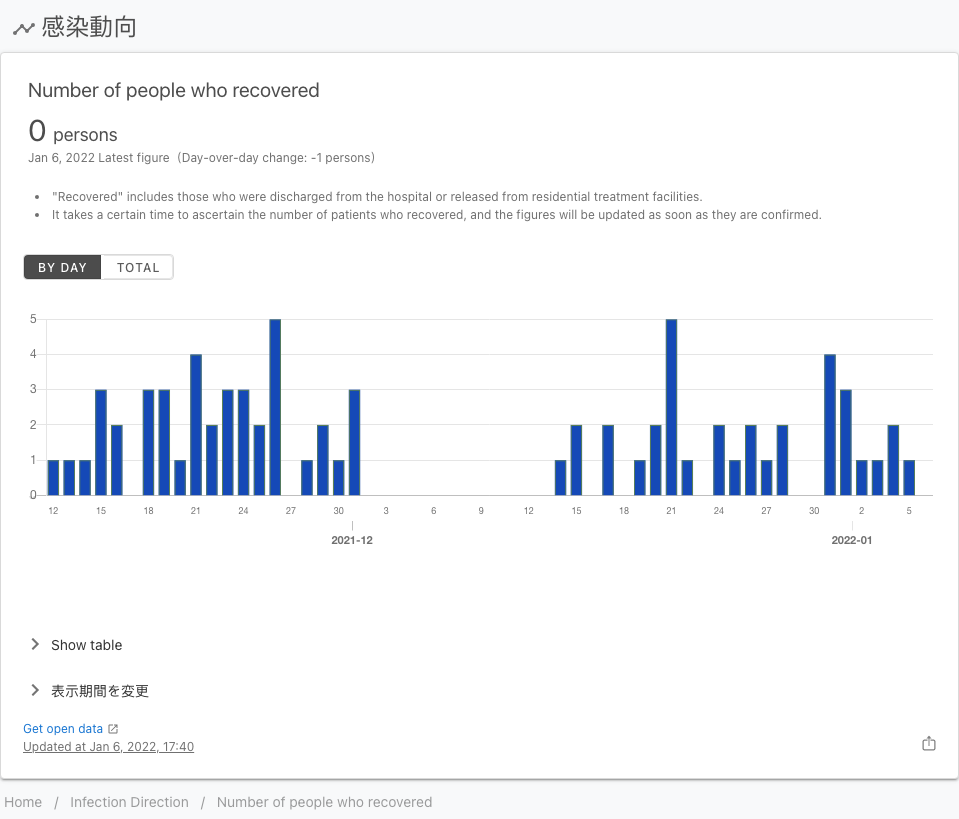 感染動向
Number of people who recovered
0 persons
Jan 6, 2022 Latest figure（Day-over-day change: -1 persons）
• "Recovered" includes those who were discharged from the hospital or released from residential treatment facilities.
• It takes a certain time to ascertain the number of patients who recovered, and the figures will be updated as soon as they are confirmed.
BY DAY TOTAL
5
4
3
2
1
0
12 15 18 21 24 27 30 3 6 9 12 15 18 21 24 27 30 2 5
2021-12 2022-01
Show table
表示期間を変更
Get open data
Updated at Jan 6, 2022, 17:40
Home / Infection Direction / Number of people who recovered